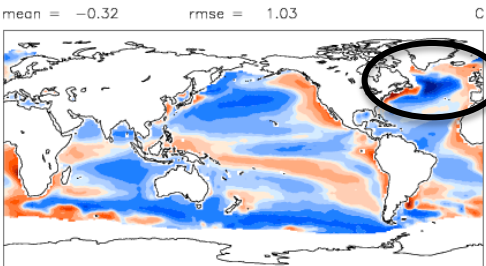 mean = -0.32 rmse = 1.03 C